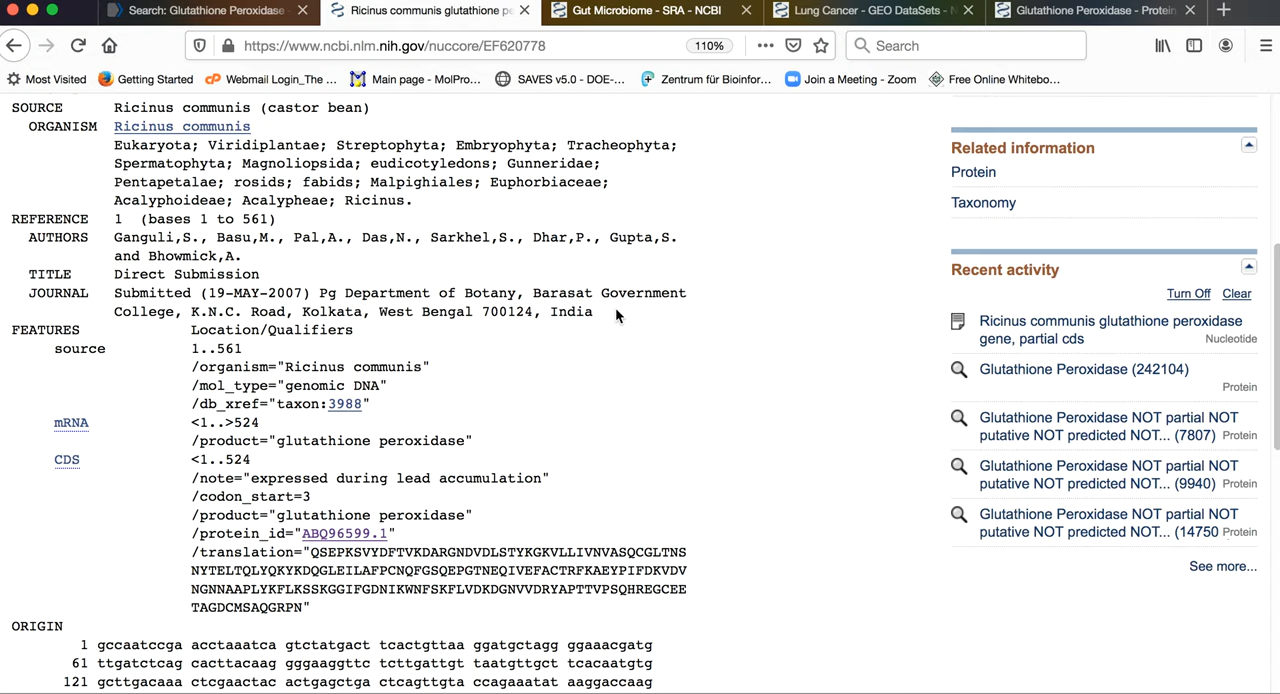 Search: Glutathione Peroxidase -
Ricinus communis glutathione pe
Gut Microbiome - SRA - NCBI
Lung Cancer - GEO DataSets - N
Glutathione Peroxidase - Protein
https://www.ncbi.nlm.nih.gov/nuccore/EF620778
110%
Search
Most Visited
Getting Started
Webmail Login_The ...
Main page - MolPro...
SAVES v5.0 - DOE-...
Zentrum für Bioinfor...
Join a Meeting - Zoom
Free Online Whitebo...
SOURCE Ricinus communis (castor bean)
ORGANISM Ricinus communis
Eukaryota; Viridiplantae; Streptophyta; Embryophyta; Tracheophyta;
Spermatophyta; Magnoliopsida; eudicotyledons; Gunneridae;
Pentapetalae; rosids; fabids; Malpighiales; Euphorbiaceae;
Acalyphoideae; Acalypheae; Ricinus.
REFERENCE 1 (bases 1 to 561)
AUTHORS Ganguli,S., Basu,M., Pal,A., Das,N., Sarkhel,S., Dhar,P., Gupta,S.
and Bhowmick,A.
TITLE Direct Submission
JOURNAL Submitted (19-MAY-2007) Pg Department of Botany, Barasat Government
College, K.N.C. Road, Kolkata, West Bengal 700124, India
FEATURES Location/Qualifiers
source 1..561
/organism="Ricinus communis"
/mol_type="genomic DNA"
/db_xref="taxon:3988"
mRNA <1..>524
/product="glutathione peroxidase"
CDS <1..524
/note="expressed during lead accumulation"
/codon_start=3
/product="glutathione peroxidase"
/protein_id="ABQ96599.1"
/translation="QSEPKSVYDFTVKDARGNDVDLSTYKGKVLLIVNVASQCGLTNS
NYTELTQLYQKYKDQGLEILAFPCNQFGSQEPGTNEQIVEFACTRFKAEYPIFDKVDV
NGNNAAPLYKFLKSSKGGIFGDNIKWNFSKFLVDKDGNVVDRYAPTTVPSQHREGCEE
TAGDCMSAQGRPN"
ORIGIN
1 gccaatccga acctaaatca gtctatgact tcactgttaa ggatgctagg ggaaacgatg
61 ttgatctcag cacttacaag gggaaggttc tcttgattgt taatgttgct tcacaatgtg
121 gcttgacaaa ctcgaactac actgagctga ctcagttgta ccagaaatat aaggaccaag
Related information
Protein
Taxonomy
Recent activity
Turn Off Clear
Ricinus communis glutathione peroxidase
gene, partial cds
Nucleotide
Glutathione Peroxidase (242104)
Protein
Glutathione Peroxidase NOT partial NOT
putative NOT predicted NOT... (7807) Protein
Glutathione Peroxidase NOT partial NOT
putative NOT predicted NOT... (9940) Protein
Glutathione Peroxidase NOT partial NOT
putative NOT predicted NOT... (14750 Protein
See more...